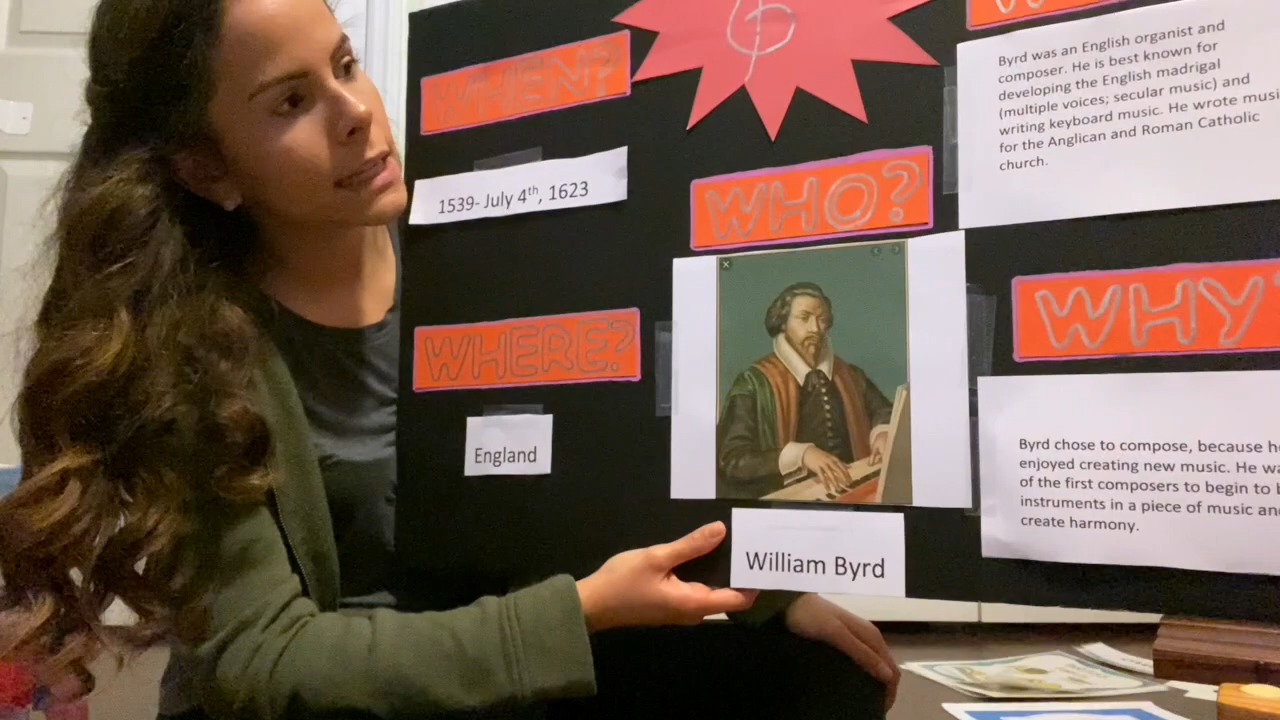 WHEN?
1539- July 4th, 1623
WHERE?
England
WHO?
William Byrd
Byrd was an English organist and
composer. He is best known for
developing the English madrigal
(multiple voices; secular music) and
writing keyboard music. He wrote musi
for the Anglican and Roman Catholic
church.
WHY?
Byrd chose to compose, because he
enjoyed creating new music. He wa
of the first composers to begin to
instruments in a piece of music an
create harmony.